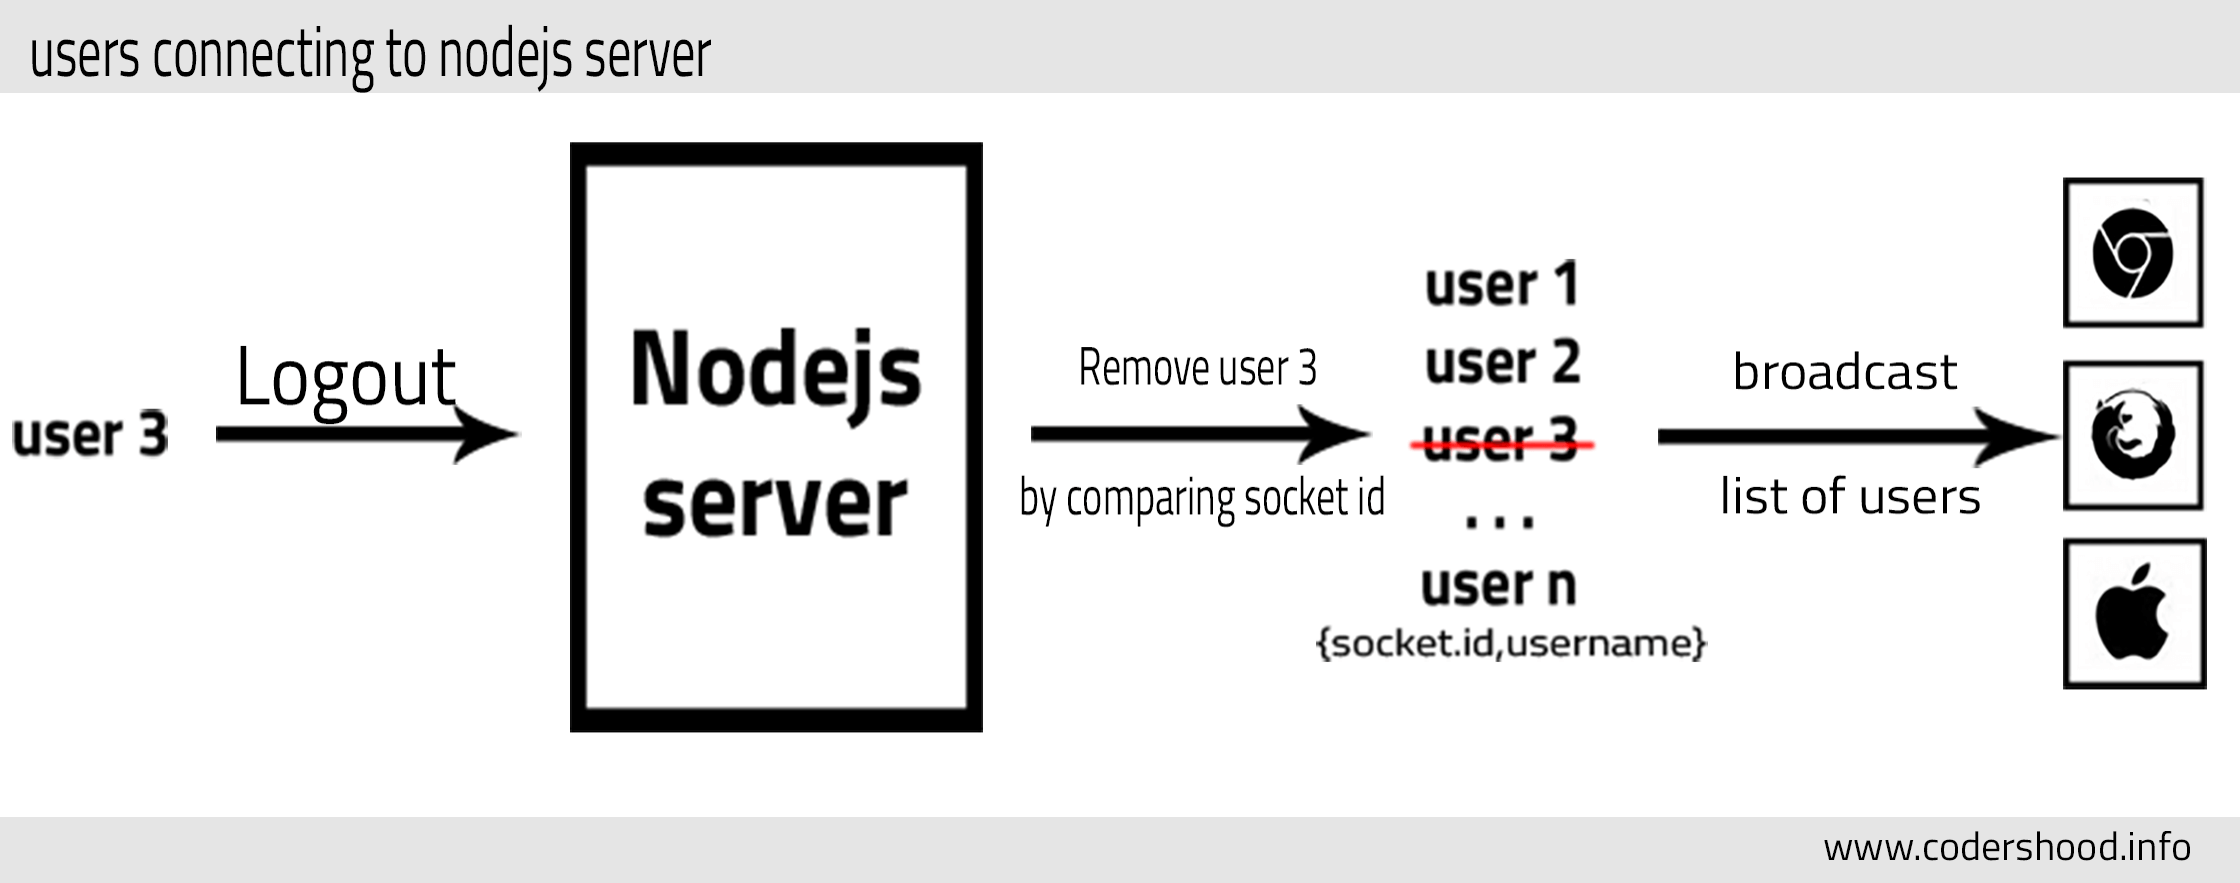 users connecting to nodejs server
user 3
Logout
Nodejs
server
Remove user 3
by comparing socket id
user 1
user 2
user 3
...
user n
{socket.id,username}
broadcast
list of users
www.codershood.info